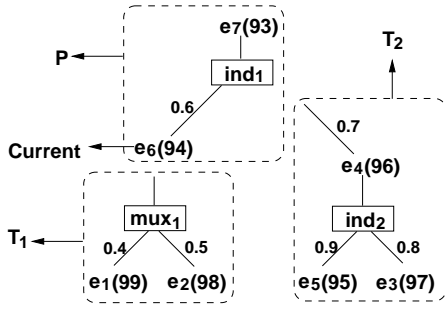 e7(93)
P
ind1
T2
0.6
0.7
Current
e6(94)
e4(96)
mux1
ind2
T1
0.4
0.5
0.9
0.8
e1(99)
e2(98)
e5(95)
e3(97)